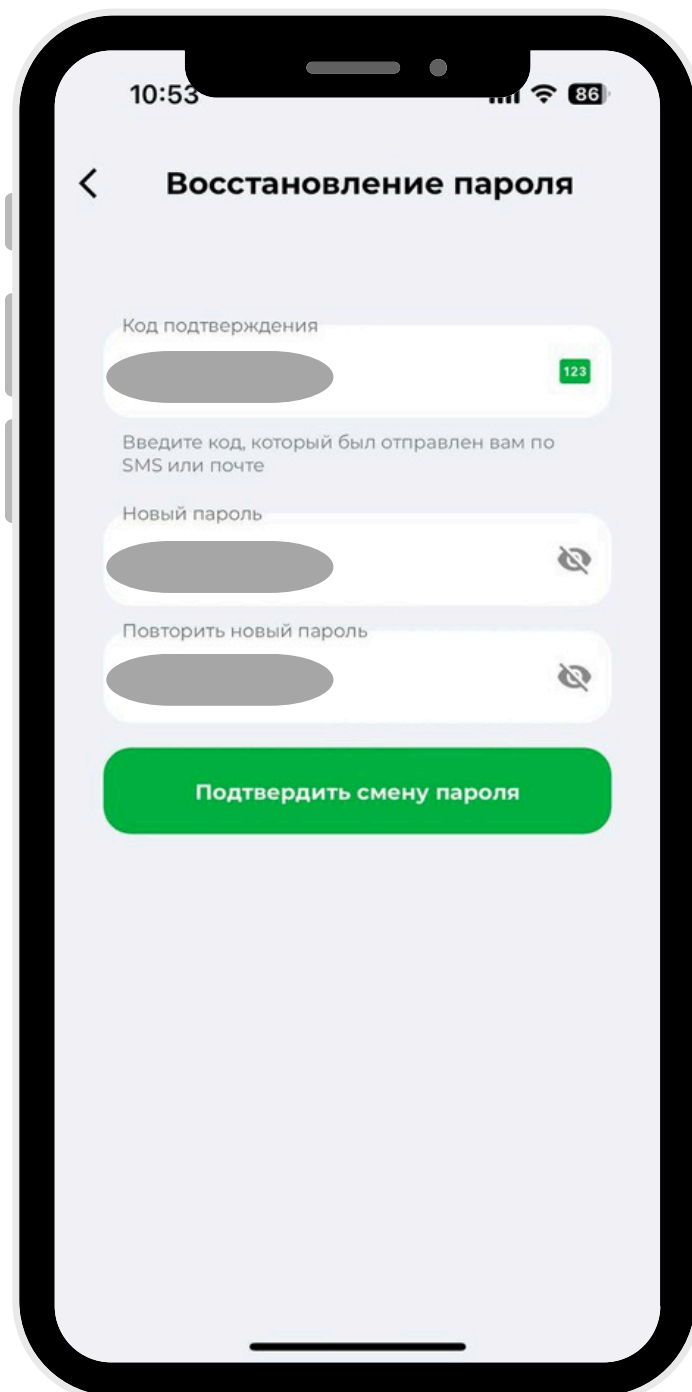 10:53
86
Восстановление пароля
Код подтверждения
123
Введите код, который был отправлен вам по
SMS или почте
Новый пароль
Повторить новый пароль
Подтвердить смену пароля